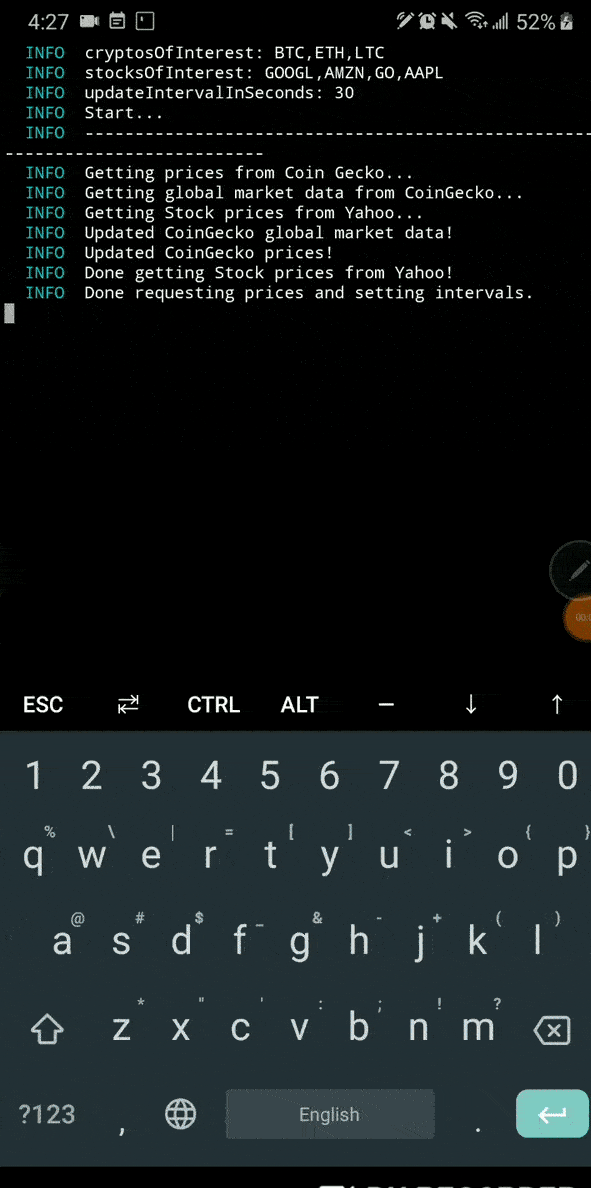 4:27 52%
INFO cryptosOfInterest: BTC,ETH,LTC
INFO stocksOfInterest: GOOGL,AMZN,GO,AAPL
INFO updateIntervalInSeconds: 30
INFO Start...
INFO ---------------------------------------------------
--------------------------
INFO Getting prices from Coin Gecko...
INFO Getting global market data from CoinGecko...
INFO Getting Stock prices from Yahoo...
INFO Updated CoinGecko global market data!
INFO Updated CoinGecko prices!
INFO Done getting Stock prices from Yahoo!
INFO Done requesting prices and setting intervals.
ESC ⇄ CTRL ALT — ↓ ↑
1 2 3 4 5 6 7 8 9 0
% \ | = [ ] < > { }
q w e r t y u i o p
@ # $ _ & - + ( )
a s d f g h j k l
* " ' : ; ! ?
z x c v b n m
?123 , English .